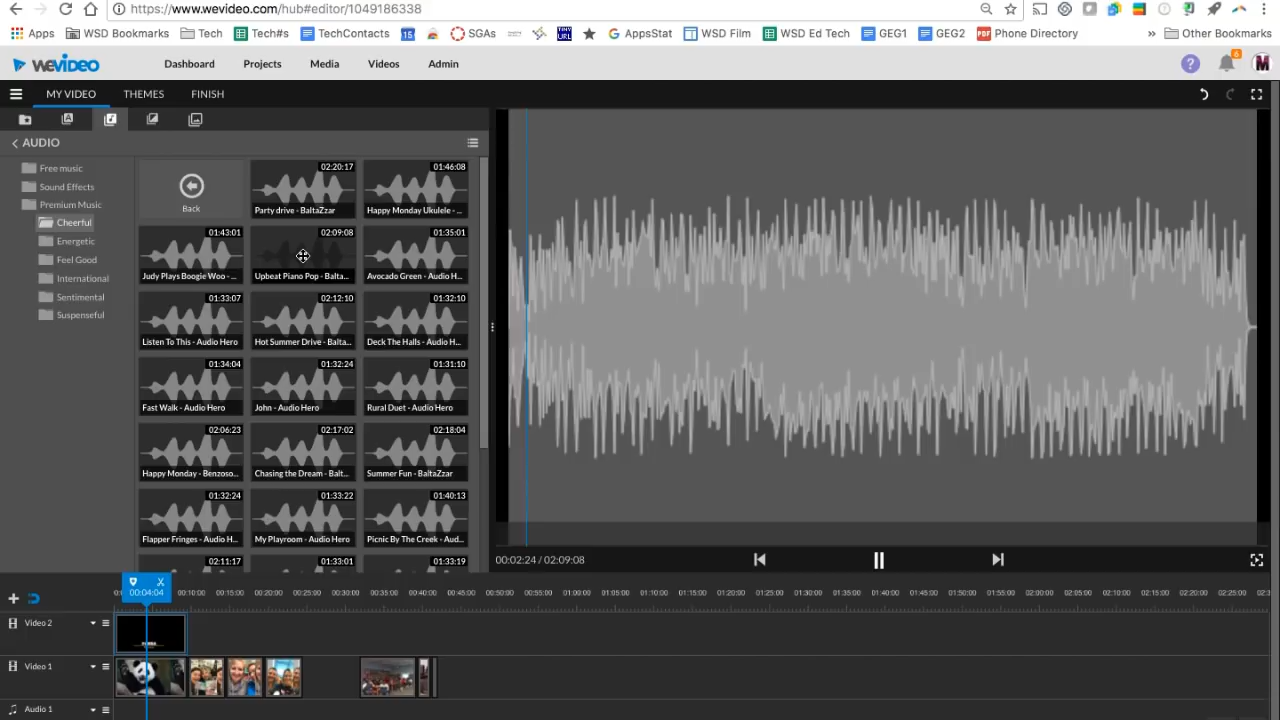 https://www.wevideo.com/hub#editor/1049186338
Apps WSD Bookmarks Tech Tech#s TechContacts 15 SGAs TINY URL AppsStat WSD Film WSD Ed Tech GEG1 GEG2 PDF Phone Directory » Other Bookmarks
WEVIDEO Dashboard Projects Media Videos Admin ? 6 M
MY VIDEO THEMES FINISH
AUDIO
Free music
Sound Effects
Premium Music
Cheerful
Energetic
Feel Good
International
Sentimental
Suspenseful
02:20:17 01:46:08
Back Party drive - BaltaZzar Happy Monday Ukulele - ...
01:43:01 02:09:08 01:35:01
Judy Plays Boogie Woo - ... Upbeat Piano Pop - Balta... Avocado Green - Audio H...
01:33:07 02:12:10 01:32:10
Listen To This - Audio Hero Hot Summer Drive - Balta... Deck The Halls - Audio H...
01:34:04 01:32:24 01:31:10
Fast Walk - Audio Hero John - Audio Hero Rural Duet - Audio Hero
02:06:23 02:17:02 02:18:04
Happy Monday - Benzoso... Chasing the Dream - Balt... Summer Fun - BaltaZzar
01:32:24 01:33:22 01:40:13
Flapper Fringes - Audio H... My Playroom - Audio Hero Picnic By The Creek - Aud...
02:11:17 01:33:01 01:33:19
00:02:24 / 02:09:08
00:04:04
0: 00:10:00 00:15:00 00:20:00 00:25:00 00:30:00 00:35:00 00:40:00 00:45:00 00:50:00 00:55:00 01:00:00 01:05:00 01:10:00 01:15:00 01:20:00 01:25:00 01:30:00 01:35:00 01:40:00 01:45:00 01:50:00 01:55:00 02:00:00 02:05:00 02:10:00 02:15:00 02:20:00 02:25:00 02:3
Video 2
Video 1
Audio 1